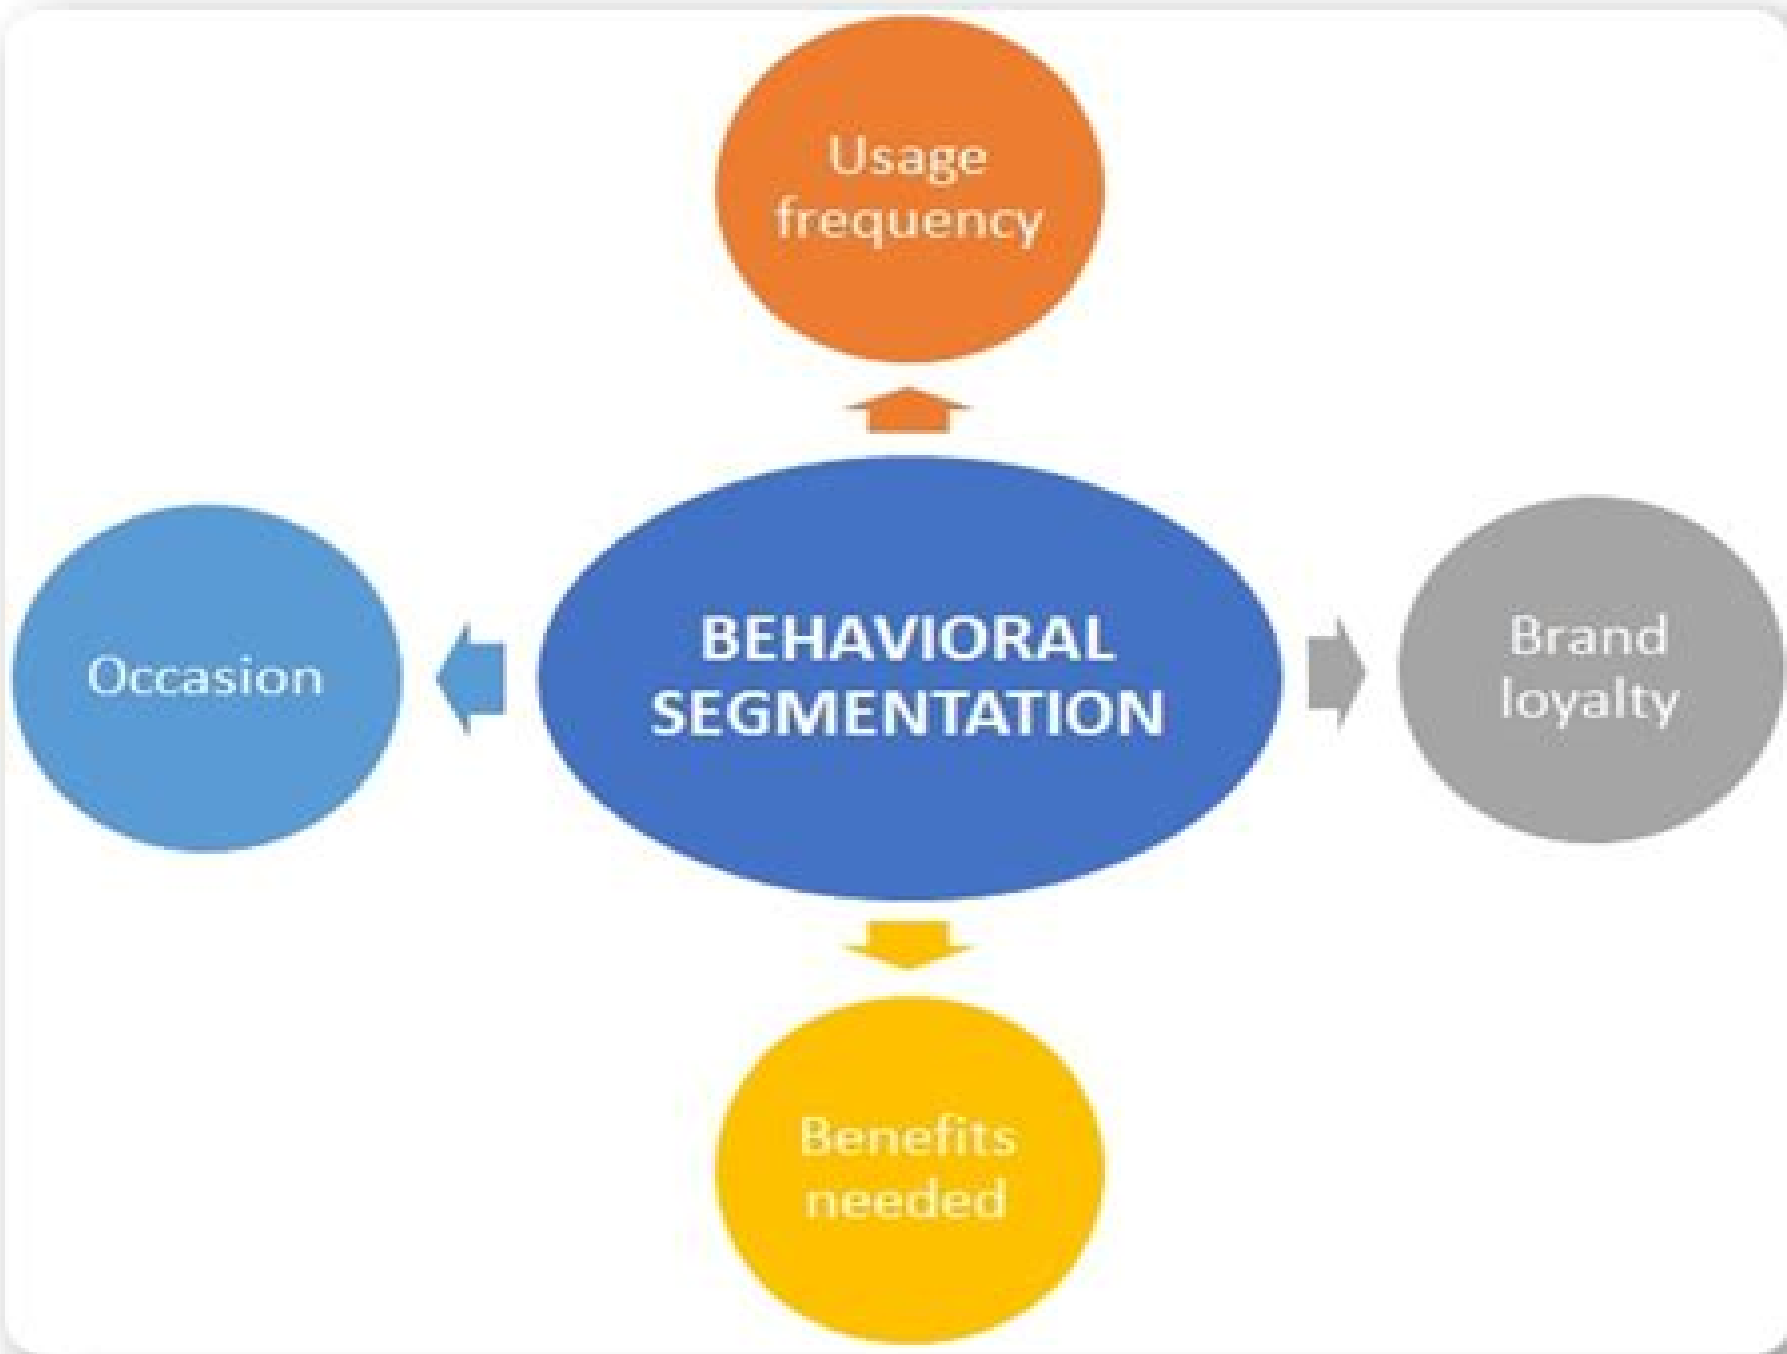 Usage
frequency
Occasion
BEHAVIORAL
SEGMENTATION
Brand
loyalty
Benefits
needed